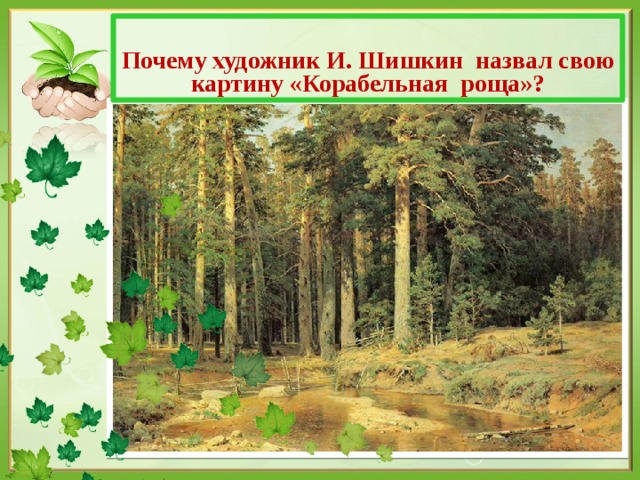 Почему художник И. Шишкин назвал свою
картину «Корабельная роща»?